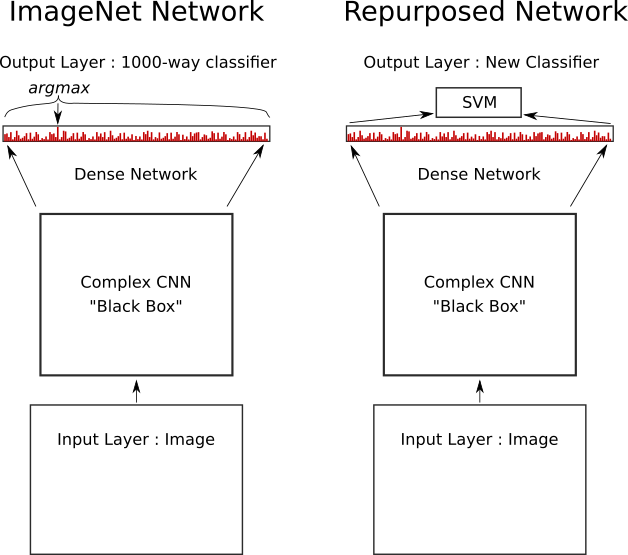 ImageNet Network
Output Layer : 1000-way classifier
argmax
Dense Network
Complex CNN
"Black Box"
Input Layer : Image
Repurposed Network
Output Layer : New Classifier
SVM
Dense Network
Complex CNN
"Black Box"
Input Layer : Image